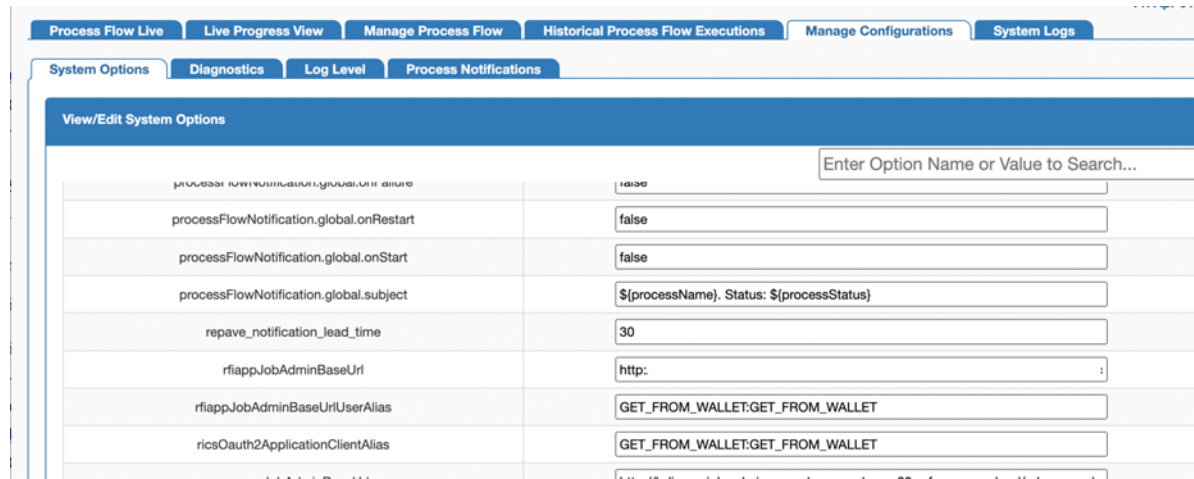 Process Flow Live Live Progress View Manage Process Flow Historical Process Flow Executions Manage Configurations System Logs
System Options Diagnostics Log Level Process Notifications
View/Edit System Options
Enter Option Name or Value to Search...
processFlowNotification.global.onFailure false
processFlowNotification.global.onRestart false
processFlowNotification.global.onStart false
processFlowNotification.global.subject ${processName}. Status: ${processStatus}
repave_notification_lead_time 30
rfiappJobAdminBaseUrl http:
rfiappJobAdminBaseUrlUserAlias GET_FROM_WALLET:GET_FROM_WALLET
ricsOauth2ApplicationClientAlias GET_FROM_WALLET:GET_FROM_WALLET